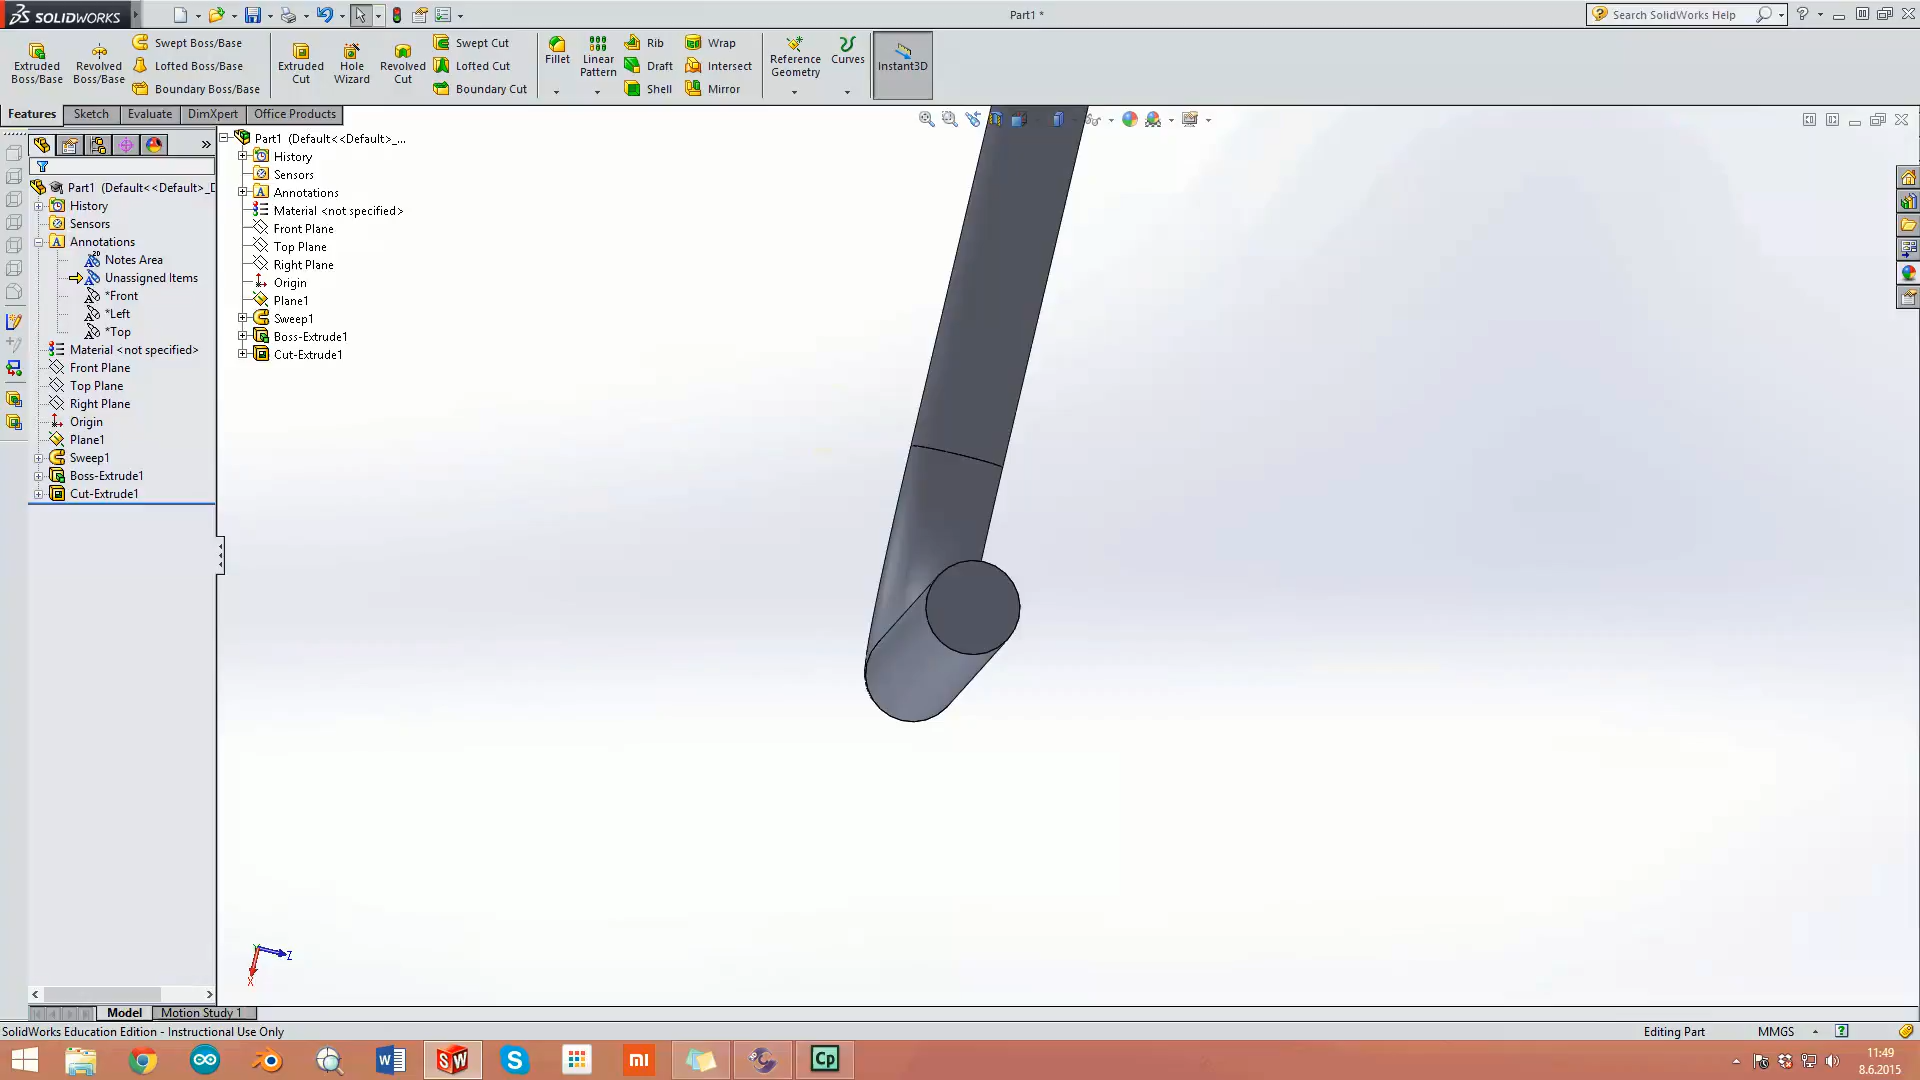 SOLIDWORKS
Part1 *
Search SolidWorks Help
Extruded Boss/Base
Revolved Boss/Base
Swept Boss/Base
Lofted Boss/Base
Boundary Boss/Base
Extruded Cut
Hole Wizard
Revolved Cut
Swept Cut
Lofted Cut
Boundary Cut
Fillet
Linear Pattern
Rib
Draft
Shell
Wrap
Intersect
Mirror
Reference Geometry
Curves
Instant3D
Features
Sketch
Evaluate
DimXpert
Office Products
Part1 (Default<<Default>_D
History
Sensors
Annotations
Notes Area
Unassigned Items
*Front
*Left
*Top
Material <not specified>
Front Plane
Top Plane
Right Plane
Origin
Plane1
Sweep1
Boss-Extrude1
Cut-Extrude1
Part1 (Default<<Default>_...
History
Sensors
Annotations
Material <not specified>
Front Plane
Top Plane
Right Plane
Origin
Plane1
Sweep1
Boss-Extrude1
Cut-Extrude1
Z
X
Model
Motion Study 1
SolidWorks Education Edition - Instructional Use Only
Editing Part
MMGS
SW
mi
Cp
11:49
8.6.2015